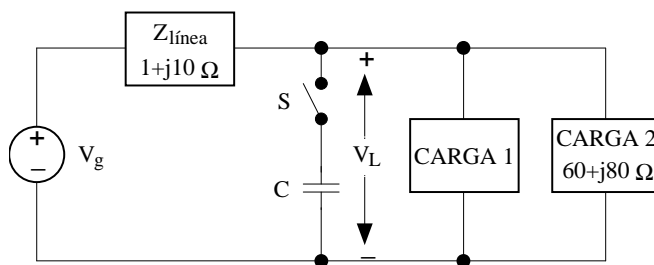 Zlínea
1+j10 Ω
+
S
+
−
Vg
VL
CARGA 1
CARGA 2
60+j80 Ω
C
−